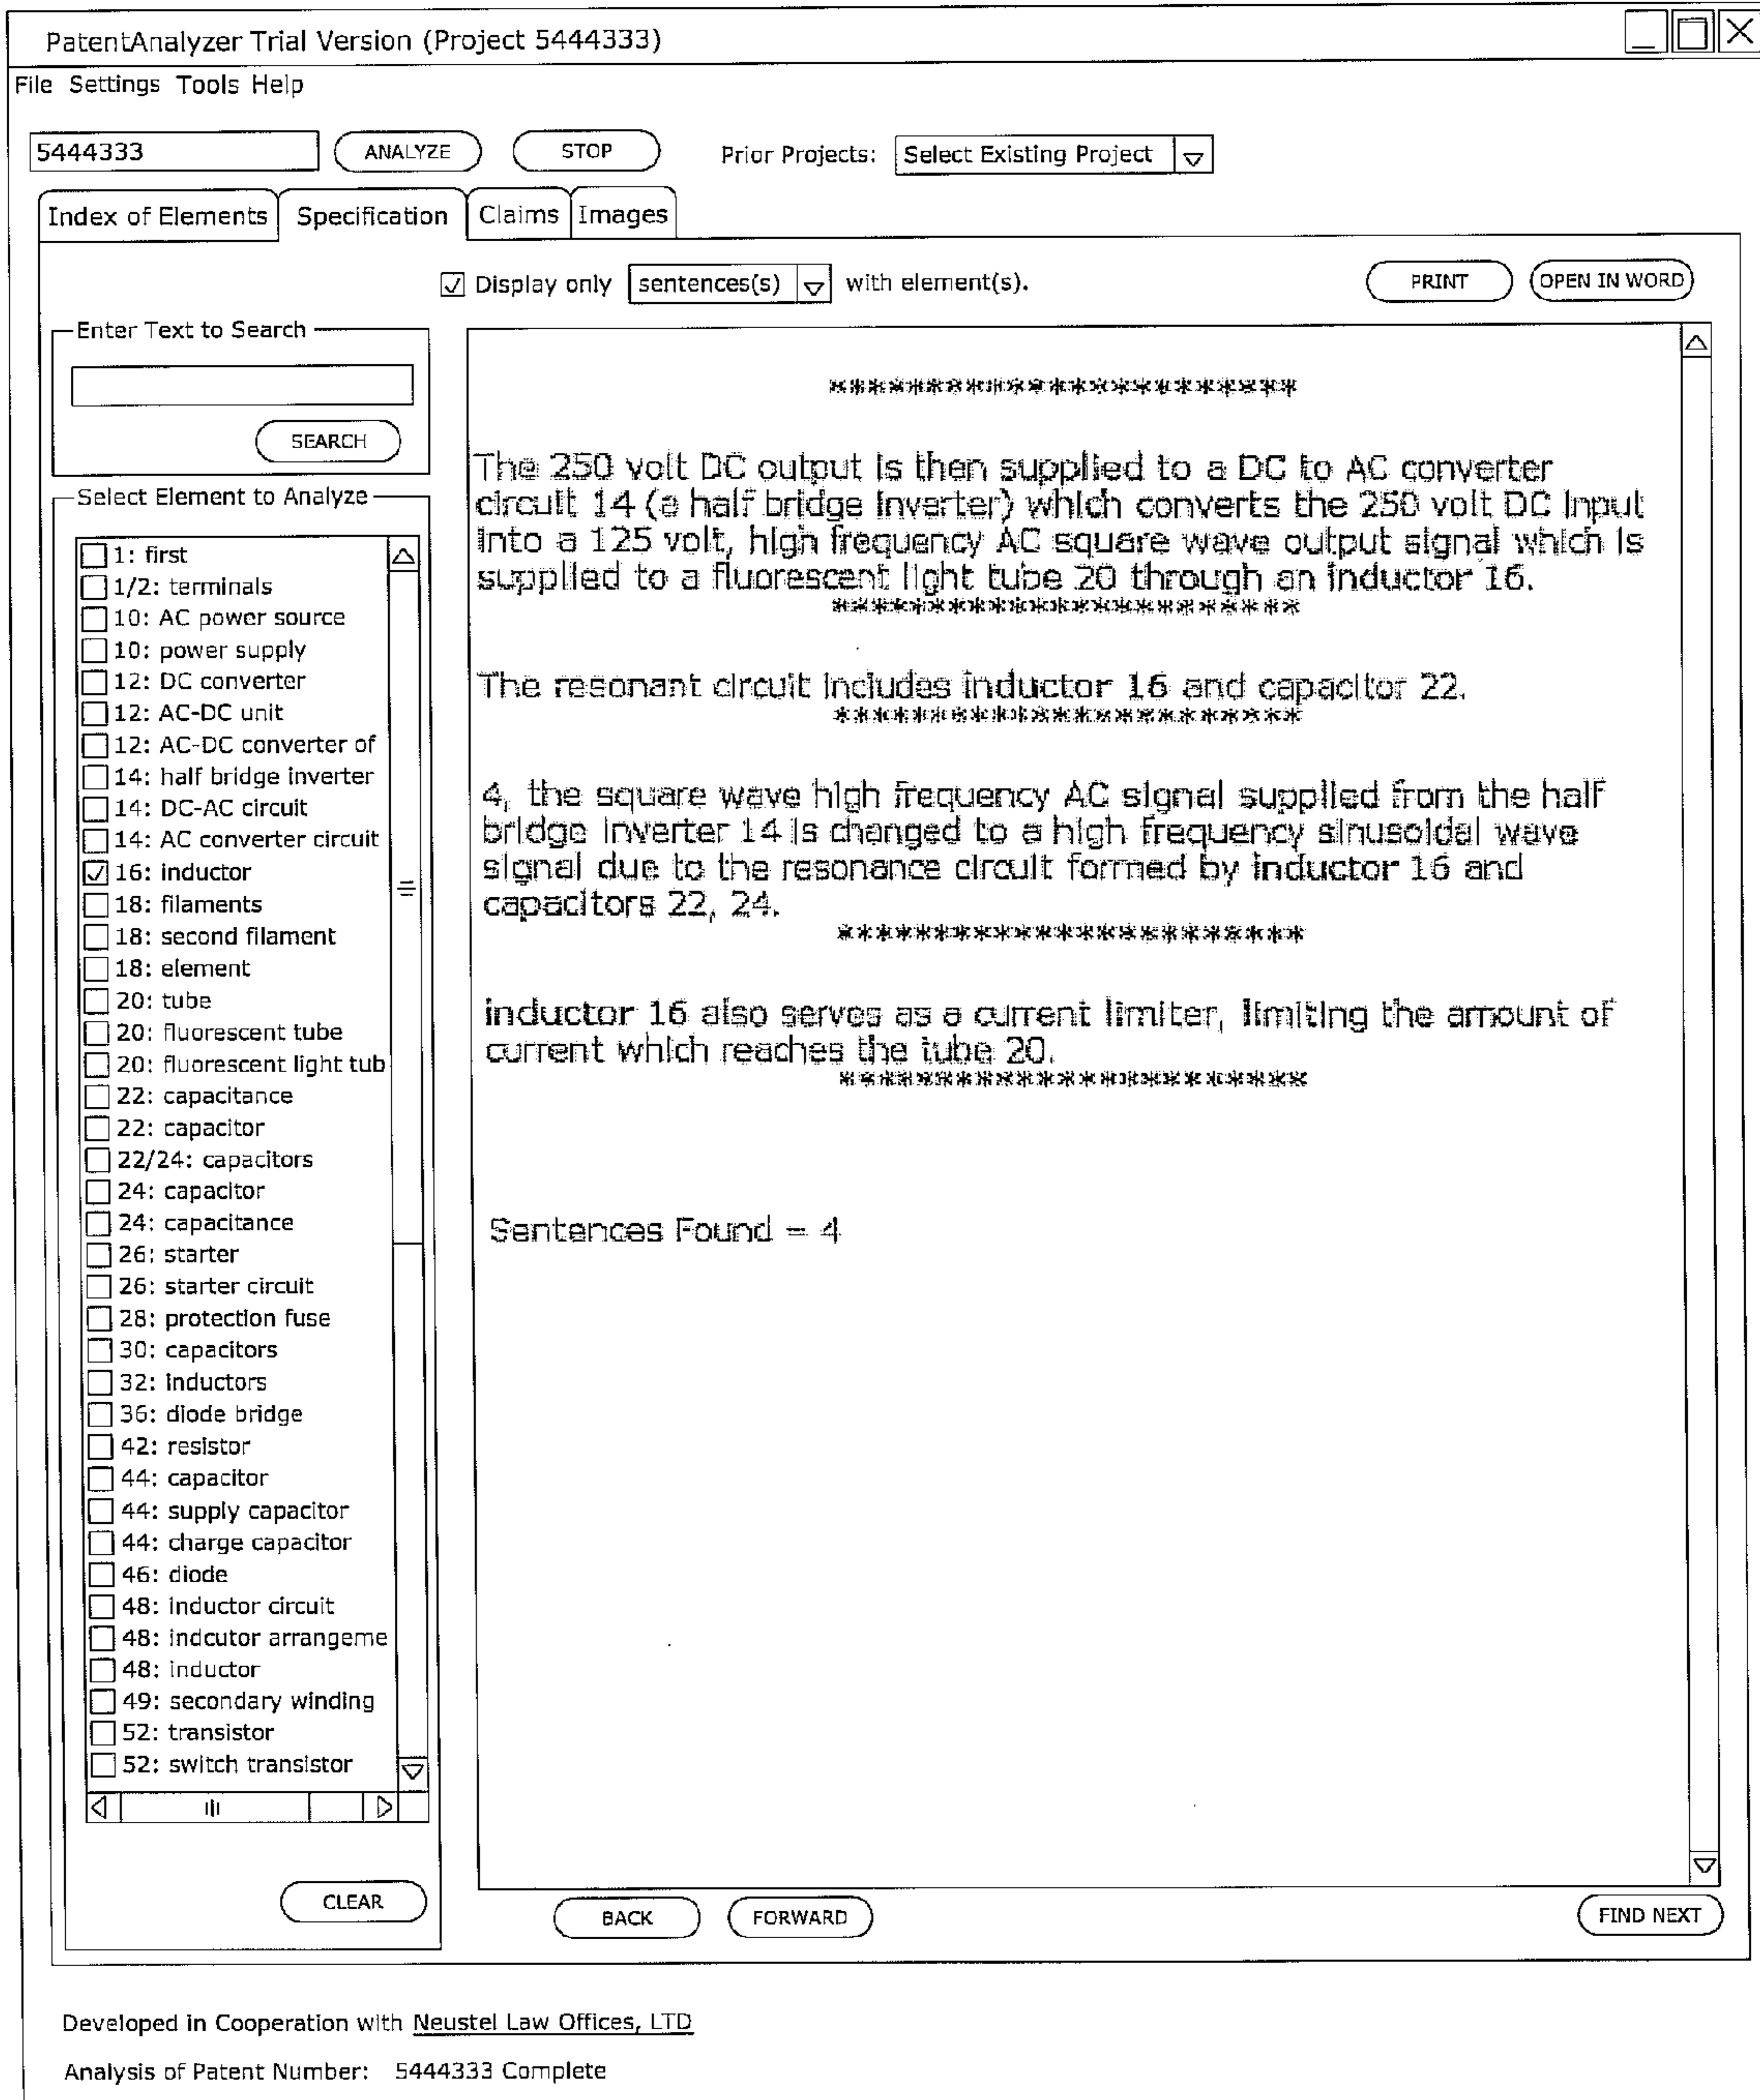 PatentAnalyzer Trial Version (Project 5444333)
File Settings Tools Help
5444333 ANALYZE STOP Prior Projects: Select Existing Project
Index of Elements Specification Claims Images
Display only sentences(s) with element(s). PRINT OPEN IN WORD
Enter Text to Search
SEARCH
Select Element to Analyze
1: first
1/2: terminals
10: AC power source
10: power supply
12: DC converter
12: AC-DC unit
12: AC-DC converter of
14: half bridge inverter
14: DC-AC circuit
14: AC converter circuit
16: inductor
18: filaments
18: second filament
18: element
20: tube
20: fluorescent tube
20: fluorescent light tub
22: capacitance
22: capacitor
22/24: capacitors
24: capacitor
24: capacitance
26: starter
26: starter circuit
28: protection fuse
30: capacitors
32: inductors
36: diode bridge
42: resistor
44: capacitor
44: supply capacitor
44: charge capacitor
46: diode
48: inductor circuit
48: indcutor arrangeme
48: inductor
49: secondary winding
52: transistor
52: switch transistor
CLEAR
************************
The 250 volt DC output is then supplied to a DC to AC converter
circuit 14 (a half bridge inverter) which converts the 250 volt DC input
into a 125 volt, high frequency AC square wave output signal which is
supplied to a fluorescent light tube 20 through an inductor 16.
************************
The resonant circuit includes inductor 16 and capacitor 22.
************************
4, the square wave high frequency AC signal supplied from the half
bridge inverter 14 is changed to a high frequency sinusoidal wave
signal due to the resonance circuit formed by inductor 16 and
capacitors 22, 24.
************************
inductor 16 also serves as a current limiter, limiting the amount of
current which reaches the tube 20.
************************
Sentences Found = 4
BACK FORWARD FIND NEXT
Developed in Cooperation with Neustel Law Offices, LTD
Analysis of Patent Number: 5444333 Complete